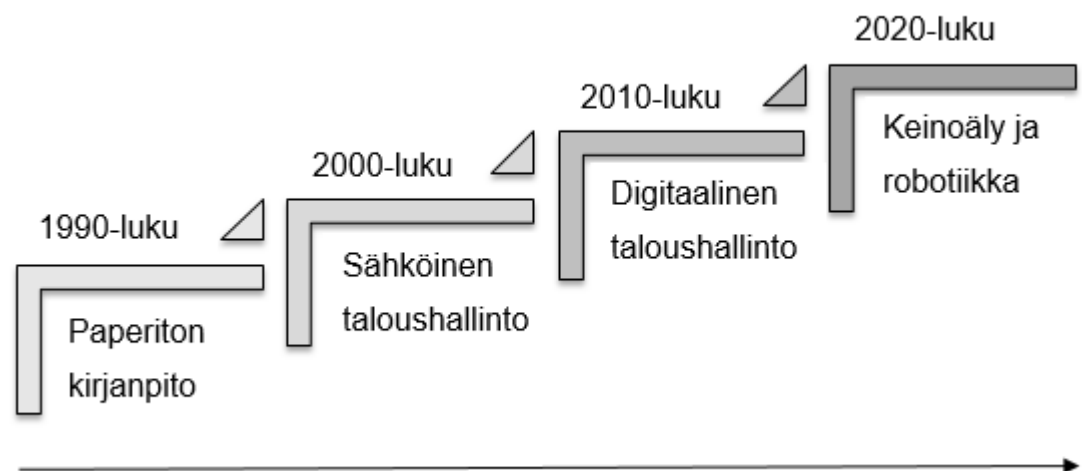 1990-luku
Paperiton
kirjanpito
2000-luku
Sähköinen
taloushallinto
2010-luku
Digitaalinen
taloushallinto
2020-luku
Keinoäly ja
robotiikka